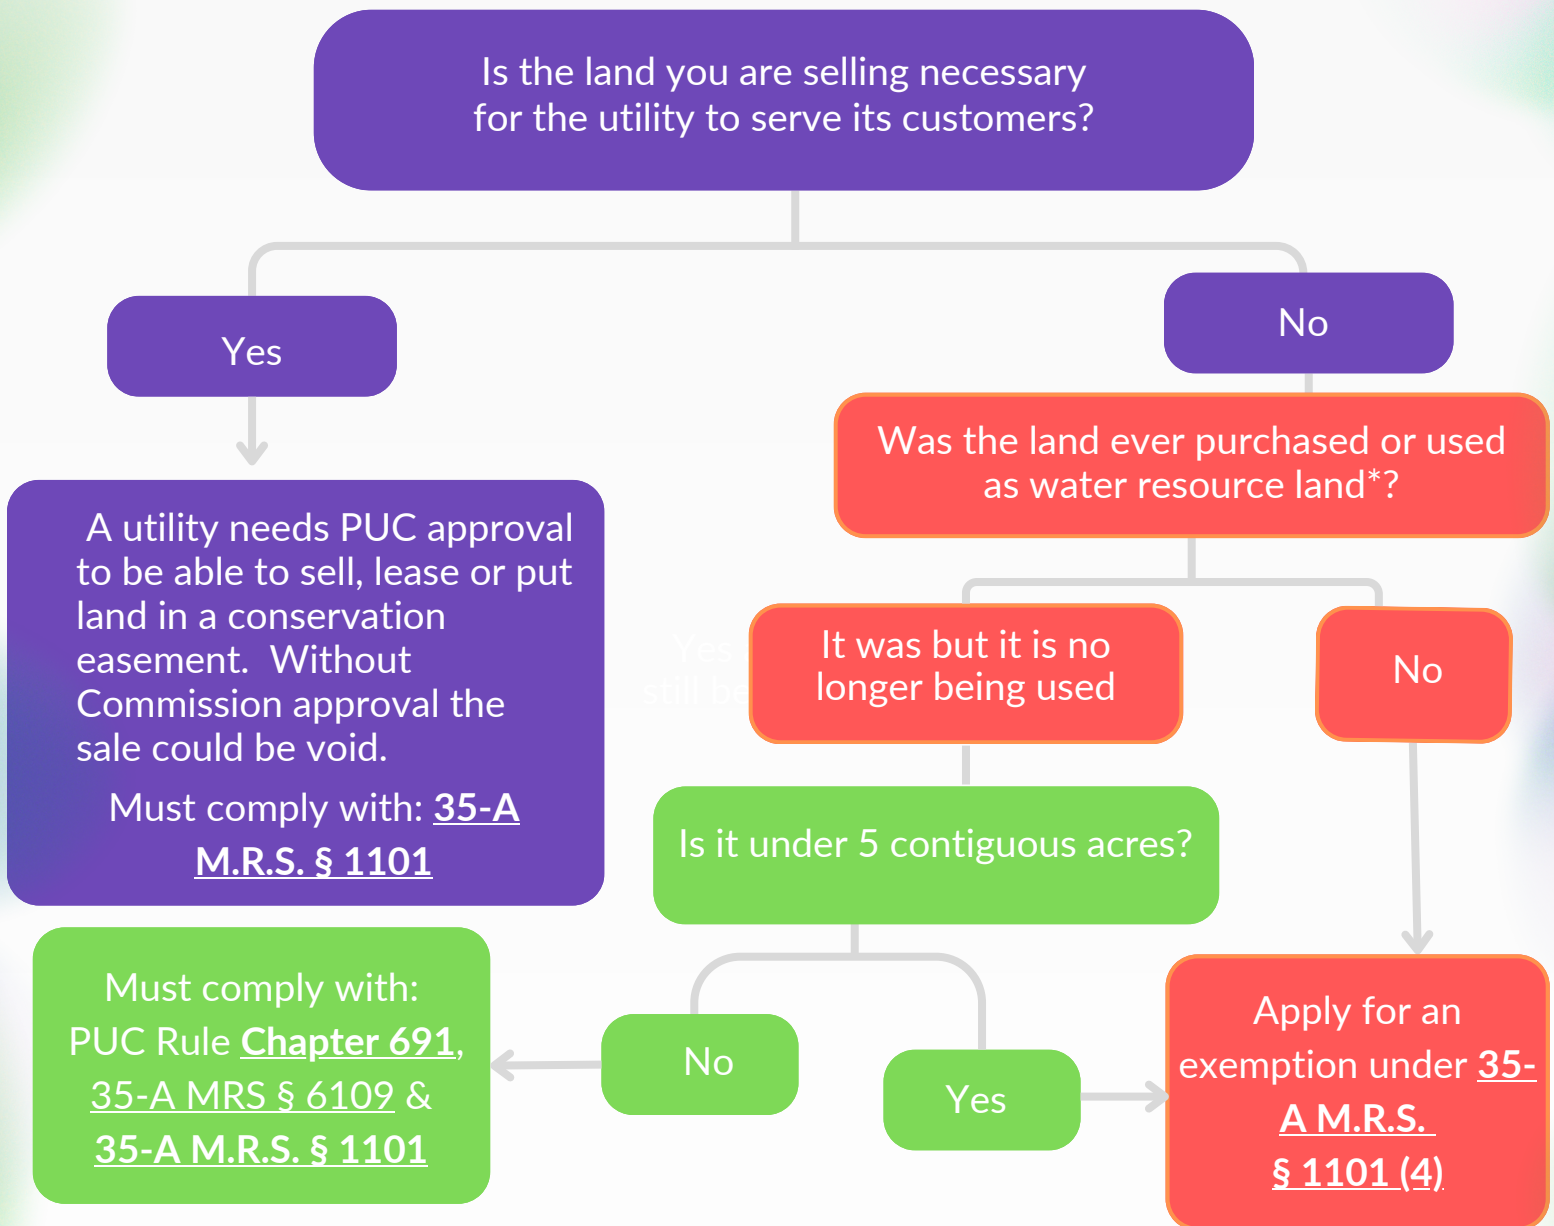 Is the land you are selling necessary
for the utility to serve its customers?
Yes
No
Was the land ever purchased or used
as water resource land*?
A utility needs PUC approval
to be able to sell, lease or put
land in a conservation
easement.  Without
Commission approval the
sale could be void.
Must comply with: 35-A
M.R.S. § 1101
Yes
still be
It was but it is no
longer being used
No
Is it under 5 contiguous acres?
Must comply with:
PUC Rule Chapter 691,
35-A MRS § 6109 &
35-A M.R.S. § 1101
No
Yes
Apply for an
exemption under 35-
A M.R.S.
§ 1101 (4)